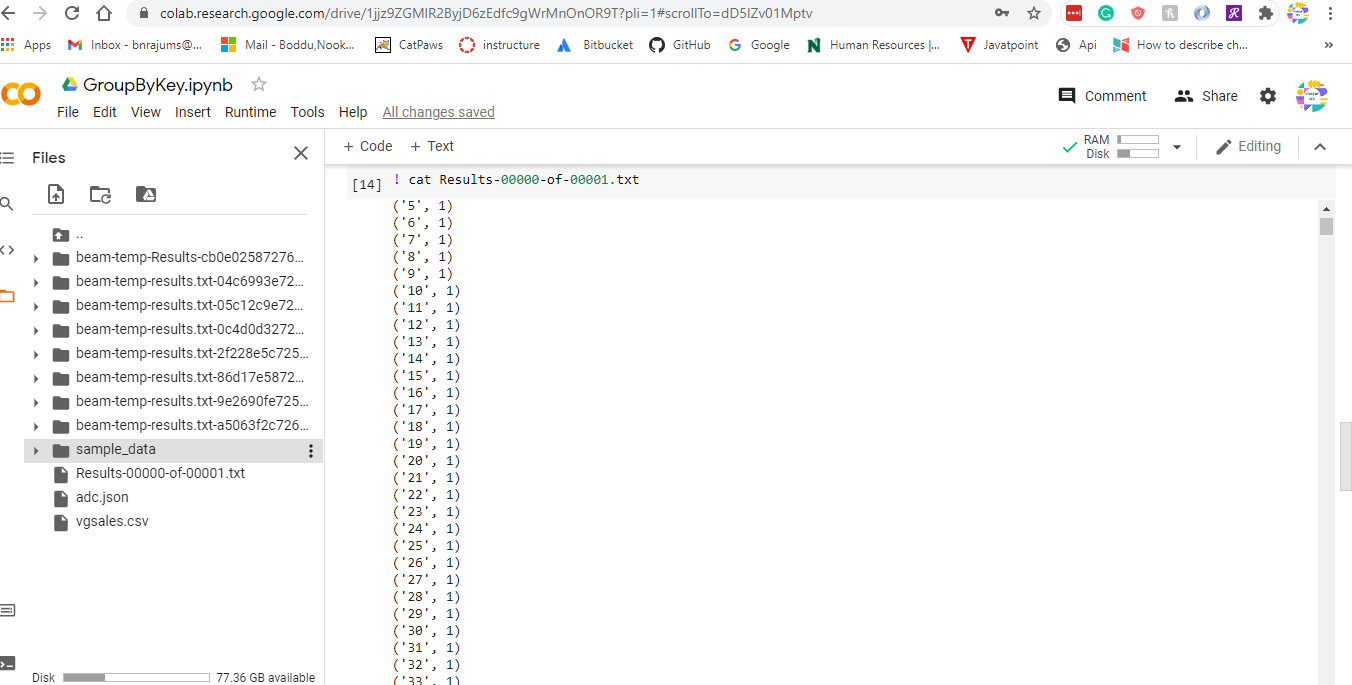 colab.research.google.com/drive/1jjz9ZGMlR2ByjD6zEdfc9gWrMnOnOR9T?pli=1#scrollTo=dD5lZv01Mptv
Apps Inbox - bnrajums@... Mail - Boddu,Nook... CatPaws instructure Bitbucket GitHub Google Human Resources |... Javatpoint Api How to describe ch... »
GroupByKey.ipynb
File Edit View Insert Runtime Tools Help All changes saved
Comment Share
Files
+ Code + Text
RAM
Disk
Editing
..
beam-temp-Results-cb0e02587276...
beam-temp-results.txt-04c6993e72...
beam-temp-results.txt-05c12c9e72...
beam-temp-results.txt-0c4d0d3272...
beam-temp-results.txt-2f228e5c725...
beam-temp-results.txt-86d17e5872...
beam-temp-results.txt-9e2690fe725...
beam-temp-results.txt-a5063f2c726...
sample_data
Results-00000-of-00001.txt
adc.json
vgsales.csv
Disk 77.36 GB available
[14] ! cat Results-00000-of-00001.txt
('5', 1)
('6', 1)
('7', 1)
('8', 1)
('9', 1)
('10', 1)
('11', 1)
('12', 1)
('13', 1)
('14', 1)
('15', 1)
('16', 1)
('17', 1)
('18', 1)
('19', 1)
('20', 1)
('21', 1)
('22', 1)
('23', 1)
('24', 1)
('25', 1)
('26', 1)
('27', 1)
('28', 1)
('29', 1)
('30', 1)
('31', 1)
('32', 1)
('33', 1)